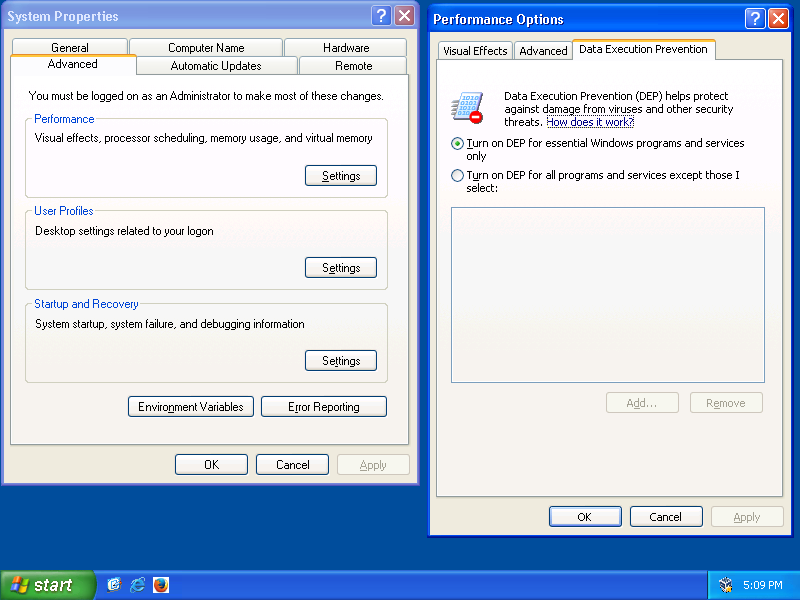 System Properties
General
Computer Name
Hardware
Advanced
Automatic Updates
Remote
You must be logged on as an Administrator to make most of these changes.
Performance
Visual effects, processor scheduling, memory usage, and virtual memory
Settings
User Profiles
Desktop settings related to your logon
Settings
Startup and Recovery
System startup, system failure, and debugging information
Settings
Environment Variables
Error Reporting
OK
Cancel
Apply
Performance Options
Visual Effects
Advanced
Data Execution Prevention
Data Execution Prevention (DEP) helps protect
against damage from viruses and other security
threats. How does it work?
Turn on DEP for essential Windows programs and services
only
Turn on DEP for all programs and services except those I
select:
Add...
Remove
OK
Cancel
Apply
start
5:09 PM